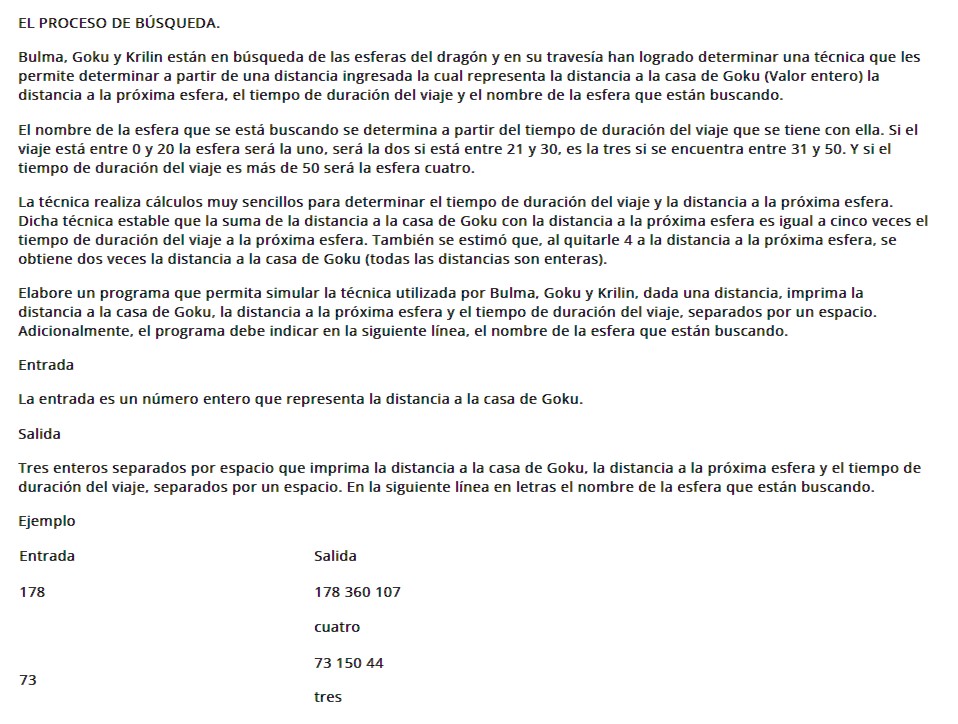 EL PROCESO DE BÚSQUEDA.
Bulma, Goku y Krilin están en búsqueda de las esferas del dragón y en su travesía han logrado determinar una técnica que les
permite determinar a partir de una distancia ingresada la cual representa la distancia a la casa de Goku (Valor entero) la
distancia a la próxima esfera, el tiempo de duración del viaje y el nombre de la esfera que están buscando.
El nombre de la esfera que se está buscando se determina a partir del tiempo de duración del viaje que se tiene con ella. Si el
viaje está entre 0 y 20 la esfera será la uno, será la dos si está entre 21 y 30, es la tres si se encuentra entre 31 y 50. Y si el
tiempo de duración del viaje es más de 50 será la esfera cuatro.
La técnica realiza cálculos muy sencillos para determinar el tiempo de duración del viaje y la distancia a la próxima esfera.
Dicha técnica estable que la suma de la distancia a la casa de Goku con la distancia a la próxima esfera es igual a cinco veces el
tiempo de duración del viaje a la próxima esfera. También se estimó que, al quitarle 4 a la distancia a la próxima esfera, se
obtiene dos veces la distancia a la casa de Goku (todas las distancias son enteras).
Elabore un programa que permita simular la técnica utilizada por Bulma, Goku y Krilin, dada una distancia, imprima la
distancia a la casa de Goku, la distancia a la próxima esfera y el tiempo de duración del viaje, separados por un espacio.
Adicionalmente, el programa debe indicar en la siguiente línea, el nombre de la esfera que están buscando.
Entrada
La entrada es un número entero que representa la distancia a la casa de Goku.
Salida
Tres enteros separados por espacio que imprima la distancia a la casa de Goku, la distancia a la próxima esfera y el tiempo de
duración del viaje, separados por un espacio. En la siguiente línea en letras el nombre de la esfera que están buscando.
Ejemplo
Entrada Salida
178 178 360 107
cuatro
73 150 44
73
tres